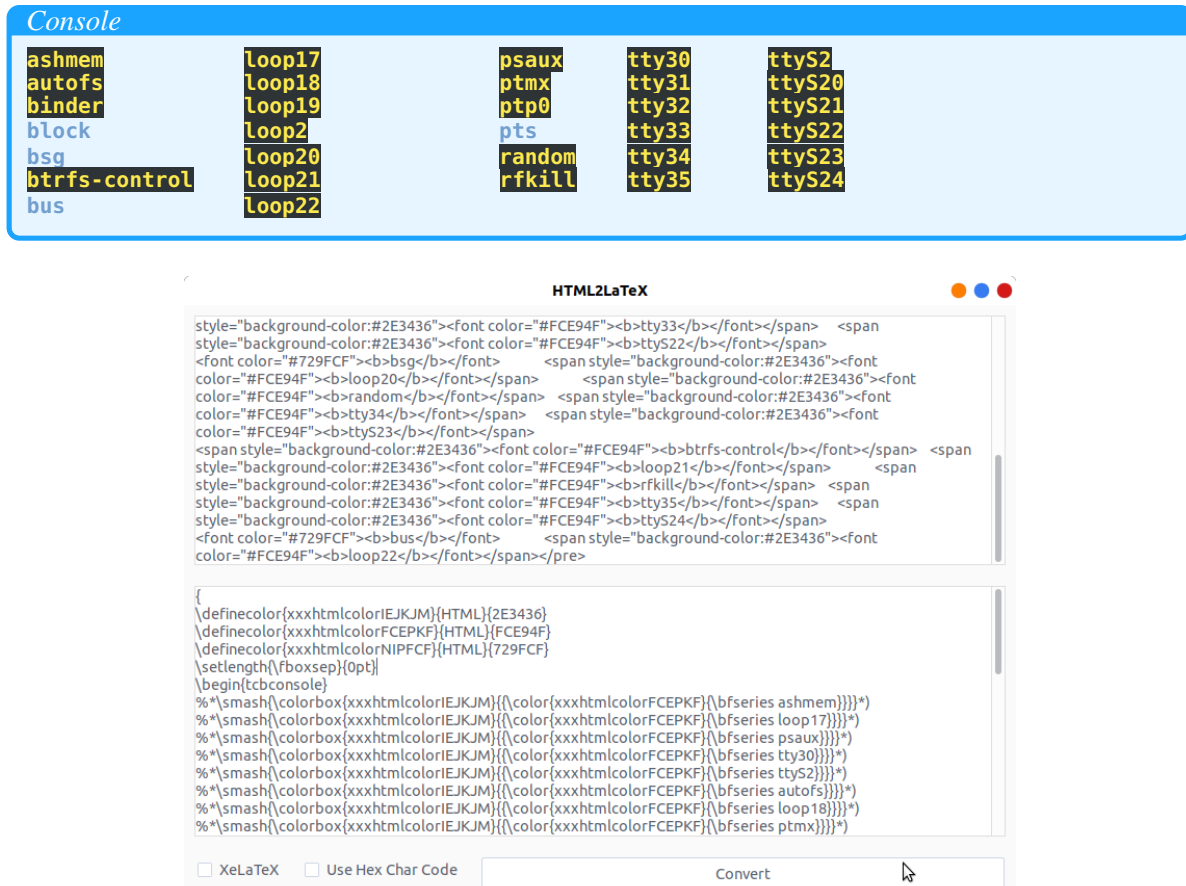 Console
ashmem loop17 psaux tty30 ttyS2
autofs loop18 ptmx tty31 ttyS20
binder loop19 ptp0 tty32 ttyS21
block loop2 pts tty33 ttyS22
bsg loop20 random tty34 ttyS23
btrfs-control loop21 rfkill tty35 ttyS24
bus loop22
HTML2LaTeX
style="background-color:#2E3436"><font color="#FCE94F"><b>tty33</b></font></span> <span
style="background-color:#2E3436"><font color="#FCE94F"><b>ttyS22</b></font></span>
<font color="#729FCF"><b>bsg</b></font> <span style="background-color:#2E3436"><font
color="#FCE94F"><b>loop20</b></font></span> <span style="background-color:#2E3436"><font
color="#FCE94F"><b>random</b></font></span> <span style="background-color:#2E3436"><font
color="#FCE94F"><b>tty34</b></font></span> <span style="background-color:#2E3436"><font
color="#FCE94F"><b>ttyS23</b></font></span>
<span style="background-color:#2E3436"><font color="#FCE94F"><b>btrfs-control</b></font></span> <span
style="background-color:#2E3436"><font color="#FCE94F"><b>loop21</b></font></span> <span
style="background-color:#2E3436"><font color="#FCE94F"><b>rfkill</b></font></span> <span
style="background-color:#2E3436"><font color="#FCE94F"><b>tty35</b></font></span> <span
style="background-color:#2E3436"><font color="#FCE94F"><b>ttyS24</b></font></span>
<font color="#729FCF"><b>bus</b></font> <span style="background-color:#2E3436"><font
color="#FCE94F"><b>loop22</b></font></span></pre>
{
\definecolor{xxxhtmlcolorIEJKJM}{HTML}{2E3436}
\definecolor{xxxhtmlcolorFCEPKF}{HTML}{FCE94F}
\definecolor{xxxhtmlcolorNIPFCF}{HTML}{729FCF}
\setlength{\fboxsep}{0pt}
\begin{tcbconsole}
%*\smash{\colorbox{xxxhtmlcolorIEJKJM}{{\color{xxxhtmlcolorFCEPKF}{\bfseries ashmem}}}}*)
%*\smash{\colorbox{xxxhtmlcolorIEJKJM}{{\color{xxxhtmlcolorFCEPKF}{\bfseries loop17}}}}*)
%*\smash{\colorbox{xxxhtmlcolorIEJKJM}{{\color{xxxhtmlcolorFCEPKF}{\bfseries psaux}}}}*)
%*\smash{\colorbox{xxxhtmlcolorIEJKJM}{{\color{xxxhtmlcolorFCEPKF}{\bfseries tty30}}}}*)
%*\smash{\colorbox{xxxhtmlcolorIEJKJM}{{\color{xxxhtmlcolorFCEPKF}{\bfseries ttyS2}}}}*)
%*\smash{\colorbox{xxxhtmlcolorIEJKJM}{{\color{xxxhtmlcolorFCEPKF}{\bfseries autofs}}}}*)
%*\smash{\colorbox{xxxhtmlcolorIEJKJM}{{\color{xxxhtmlcolorFCEPKF}{\bfseries loop18}}}}*)
%*\smash{\colorbox{xxxhtmlcolorIEJKJM}{{\color{xxxhtmlcolorFCEPKF}{\bfseries ptmx}}}}*)
XeLaTeX Use Hex Char Code Convert